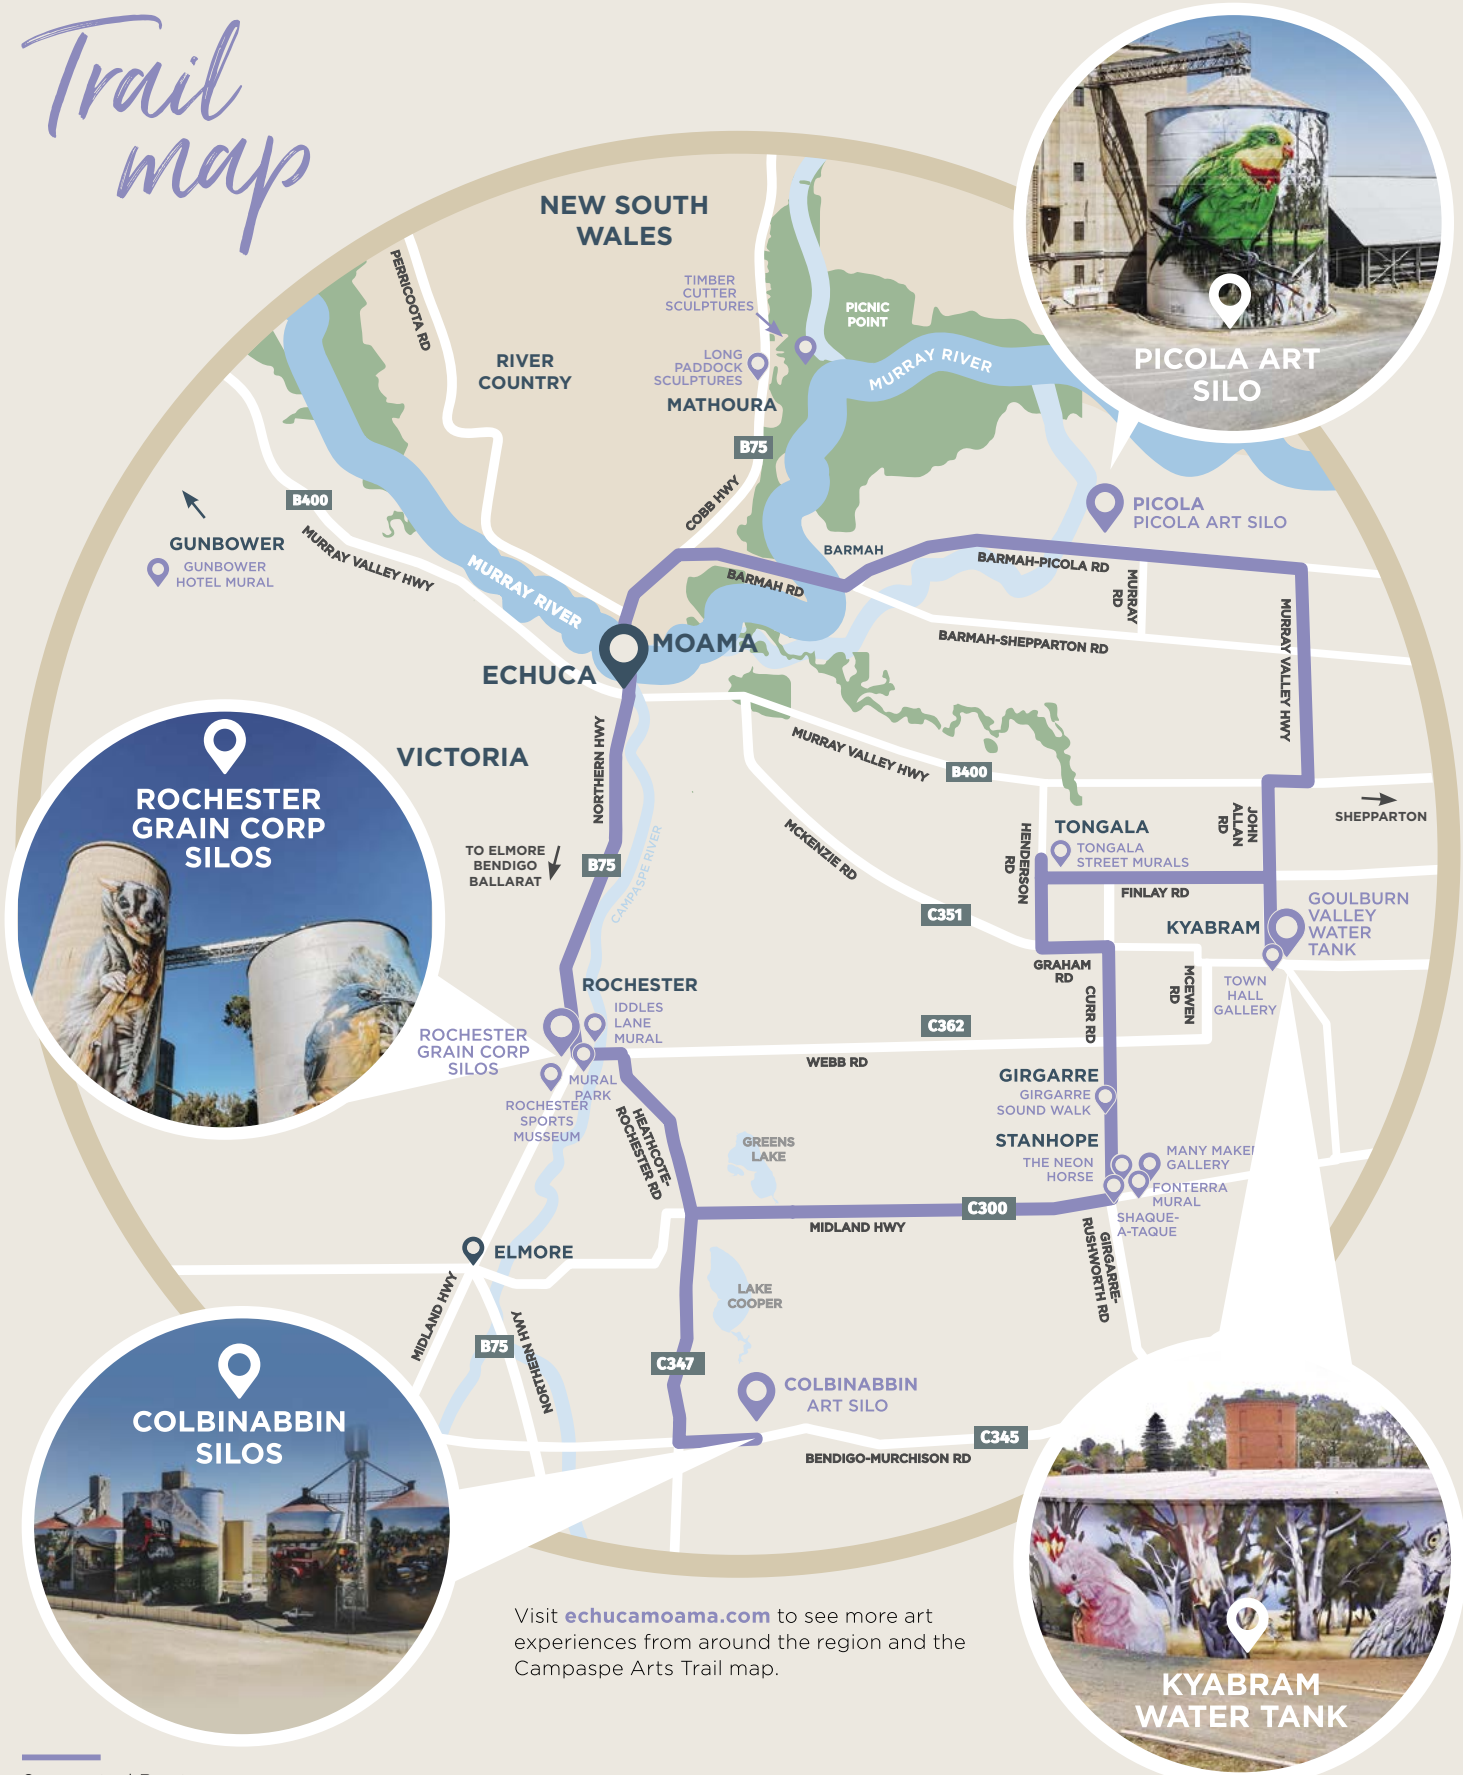 Trail
map
NEW SOUTH
WALES
PERRICOOTA RD
TIMBER
CUTTER
SCULPTURES
PICNIC
POINT
RIVER
COUNTRY
LONG
PADDOCK
SCULPTURES
MURRAY RIVER
MATHOURA
PICOLA ART
SILO
B75
COBB HWY
B400
MURRAY VALLEY HWY
GUNBOWER
GUNBOWER
HOTEL MURAL
MURRAY RIVER
PICOLA
PICOLA ART SILO
BARMAH
BARMAH RD
BARMAH-PICOLA RD
MURRAY
RD
BARMAH-SHEPPARTON RD
MURRAY VALLEY HWY
MOAMA
ECHUCA
VICTORIA
NORTHERN HWY
MURRAY VALLEY HWY
B400
ROCHESTER
GRAIN CORP
SILOS
TO ELMORE
BENDIGO
BALLARAT
B75
CAMPASPE RIVER
MCKENZIE RD
HENDERSON
RD
TONGALA
TONGALA
STREET MURALS
JOHN
ALLAN
RD
SHEPPARTON
FINLAY RD
C351
KYABRAM
GOULBURN
VALLEY
WATER
TANK
GRAHAM
RD
CURR RD
MCEWEN
RD
TOWN
HALL
GALLERY
ROCHESTER
IDDLES
LANE
MURAL
ROCHESTER
GRAIN CORP
SILOS
C362
WEBB RD
MURAL
PARK
ROCHESTER
SPORTS
MUSSEUM
HEATHCOTE-
ROCHESTER RD
GIRGARRE
GIRGARRE
SOUND WALK
GREENS
LAKE
STANHOPE
THE NEON
HORSE
MANY MAKE
GALLERY
FONTERRA
MURAL
SHAQUE-
A-TAQUE
C300
MIDLAND HWY
GIRGARRE-
RUSHWORTH RD
ELMORE
MIDLAND HWY
B75
NORTHERN HWY
LAKE
COOPER
C347
COLBINABBIN
ART SILO
COLBINABBIN
SILOS
C345
BENDIGO-MURCHISON RD
Visit echucamoama.com to see more art
experiences from around the region and the
Campaspe Arts Trail map.
KYABRAM
WATER TANK